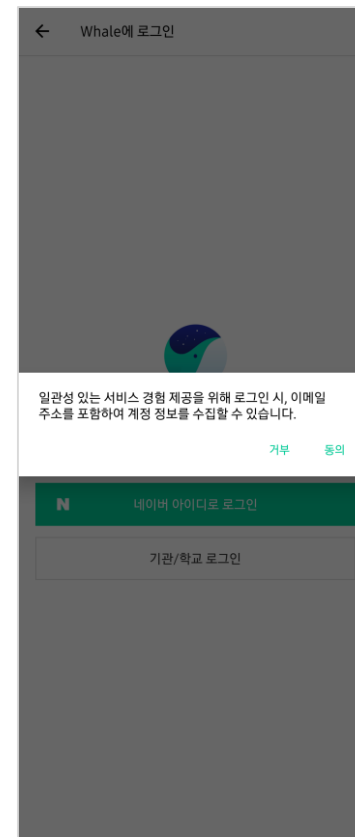 Whale에 로그인
일관성 있는 서비스 경험 제공을 위해 로그인 시, 이메일
주소를 포함하여 계정 정보를 수집할 수 있습니다.
거부 동의
N 네이버 아이디로 로그인
기관/학교 로그인